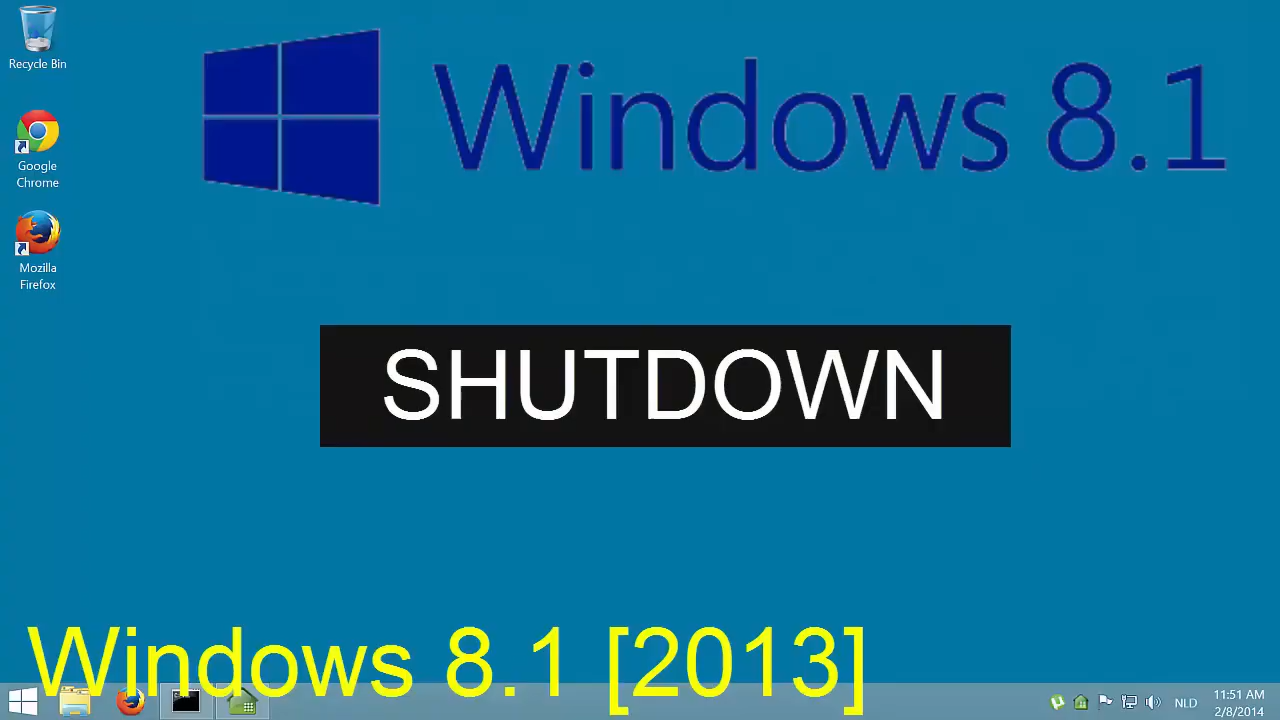 Recycle Bin
Google
Chrome
Mozilla
Firefox
Windows 8.1
SHUTDOWN
Windows 8.1 [2013]
NLD
11:51 AM
2/8/2014